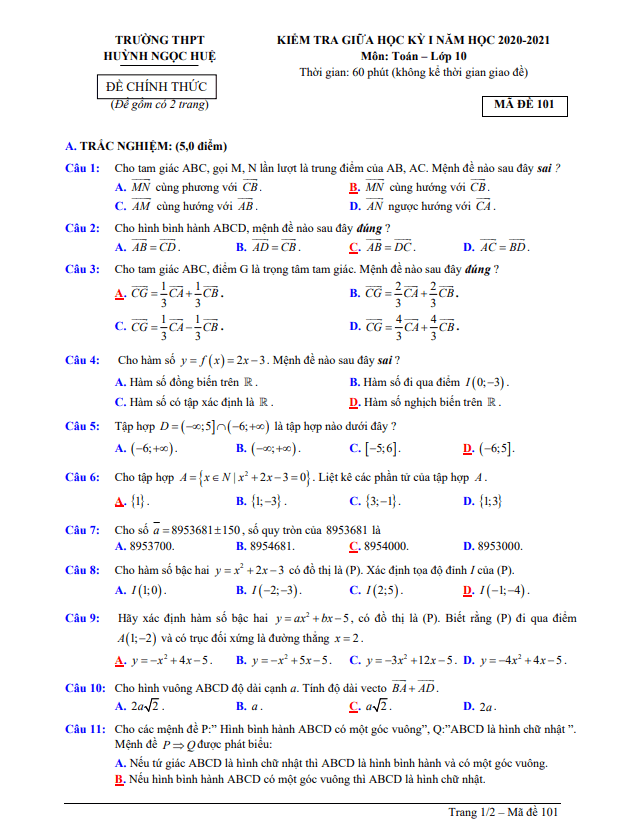 TRƯỜNG THPT
HUỲNH NGỌC HUỆ
ĐỀ CHÍNH THỨC
(Đề gồm có 2 trang)
KIỂM TRA GIỮA HỌC KỲ I NĂM HỌC 2020-2021
Môn: Toán – Lớp 10
Thời gian: 60 phút (không kể thời gian giao đề)
MÃ ĐỀ 101
A. TRẮC NGHIỆM: (5,0 điểm)
Câu 1: Cho tam giác ABC, gọi M, N lần lượt là trung điểm của AB, AC. Mệnh đề nào sau đây sai ?
A. $\overrightarrow{MN}$ cùng phương với $\overrightarrow{CB}$. B. $\overrightarrow{MN}$ cùng hướng với $\overrightarrow{CB}$.
C. $\overrightarrow{AM}$ cùng hướng với $\overrightarrow{AB}$. D. $\overrightarrow{AN}$ ngược hướng với $\overrightarrow{CA}$.
Câu 2: Cho hình bình hành ABCD, mệnh đề nào sau đây đúng ?
A. $\overrightarrow{AB}=\overrightarrow{CD}$. B. $\overrightarrow{AD}=\overrightarrow{CB}$. C. $\overrightarrow{AB}=\overrightarrow{DC}$. D. $\overrightarrow{AC}=\overrightarrow{BD}$.
Câu 3: Cho tam giác ABC, điểm G là trọng tâm tam giác. Mệnh đề nào sau đây đúng ?
A. $\overrightarrow{CG}=\frac{1}{3}\overrightarrow{CA}+\frac{1}{3}\overrightarrow{CB}$. B. $\overrightarrow{CG}=\frac{2}{3}\overrightarrow{CA}+\frac{2}{3}\overrightarrow{CB}$.
C. $\overrightarrow{CG}=\frac{1}{3}\overrightarrow{CA}-\frac{1}{3}\overrightarrow{CB}$. D. $\overrightarrow{CG}=\frac{4}{3}\overrightarrow{CA}+\frac{4}{3}\overrightarrow{CB}$.
Câu 4: Cho hàm số $y=f(x)=2x-3$. Mệnh đề nào sau đây sai ?
A. Hàm số đồng biến trên ℝ. B. Hàm số đi qua điểm $I(0;-3)$.
C. Hàm số có tập xác định là ℝ. D. Hàm số nghịch biến trên ℝ.
Câu 5: Tập hợp $D=(-\infty;5]\cap(-6;+\infty)$ là tập hợp nào dưới đây ?
A. $(-6;+\infty)$. B. $(-\infty;+\infty)$. C. $[-5;6]$. D. $(-6;5]$.
Câu 6: Cho tập hợp $A=\{x\in N\mid x^2+2x-3=0\}$. Liệt kê các phần tử của tập hợp $A$.
A. $\{1\}$. B. $\{1;-3\}$. C. $\{3;-1\}$. D. $\{1;3\}$
Câu 7: Cho số $\overline{a}=8953681\pm150$, số quy tròn của 8953681 là
A. 8953700. B. 8954681. C. 8954000. D. 8953000.
Câu 8: Cho hàm số bậc hai $y=x^2+2x-3$ có đồ thị là (P). Xác định tọa độ đỉnh $I$ của (P).
A. $I(1;0)$. B. $I(-2;-3)$. C. $I(2;5)$. D. $I(-1;-4)$.
Câu 9: Hãy xác định hàm số bậc hai $y=ax^2+bx-5$, có đồ thị là (P). Biết rằng (P) đi qua điểm
$A(1;-2)$ và có trục đối xứng là đường thẳng $x=2$.
A. $y=-x^2+4x-5$. B. $y=-x^2+5x-5$. C. $y=-3x^2+12x-5$. D. $y=-4x^2+4x-5$.
Câu 10: Cho hình vuông ABCD độ dài cạnh a. Tính độ dài vecto $\overrightarrow{BA}+\overrightarrow{AD}$.
A. $2a\sqrt{2}$. B. $a$. C. $a\sqrt{2}$. D. $2a$.
Câu 11: Cho các mệnh đề P:” Hình bình hành ABCD có một góc vuông”, Q:”ABCD là hình chữ nhật ”.
Mệnh đề $P\Rightarrow Q$ được phát biểu:
A. Nếu tứ giác ABCD là hình chữ nhật thì ABCD là hình bình hành và có một góc vuông.
B. Nếu hình bình hành ABCD có một góc vuông thì ABCD là hình chữ nhật.
Trang 1/2 – Mã đề 101